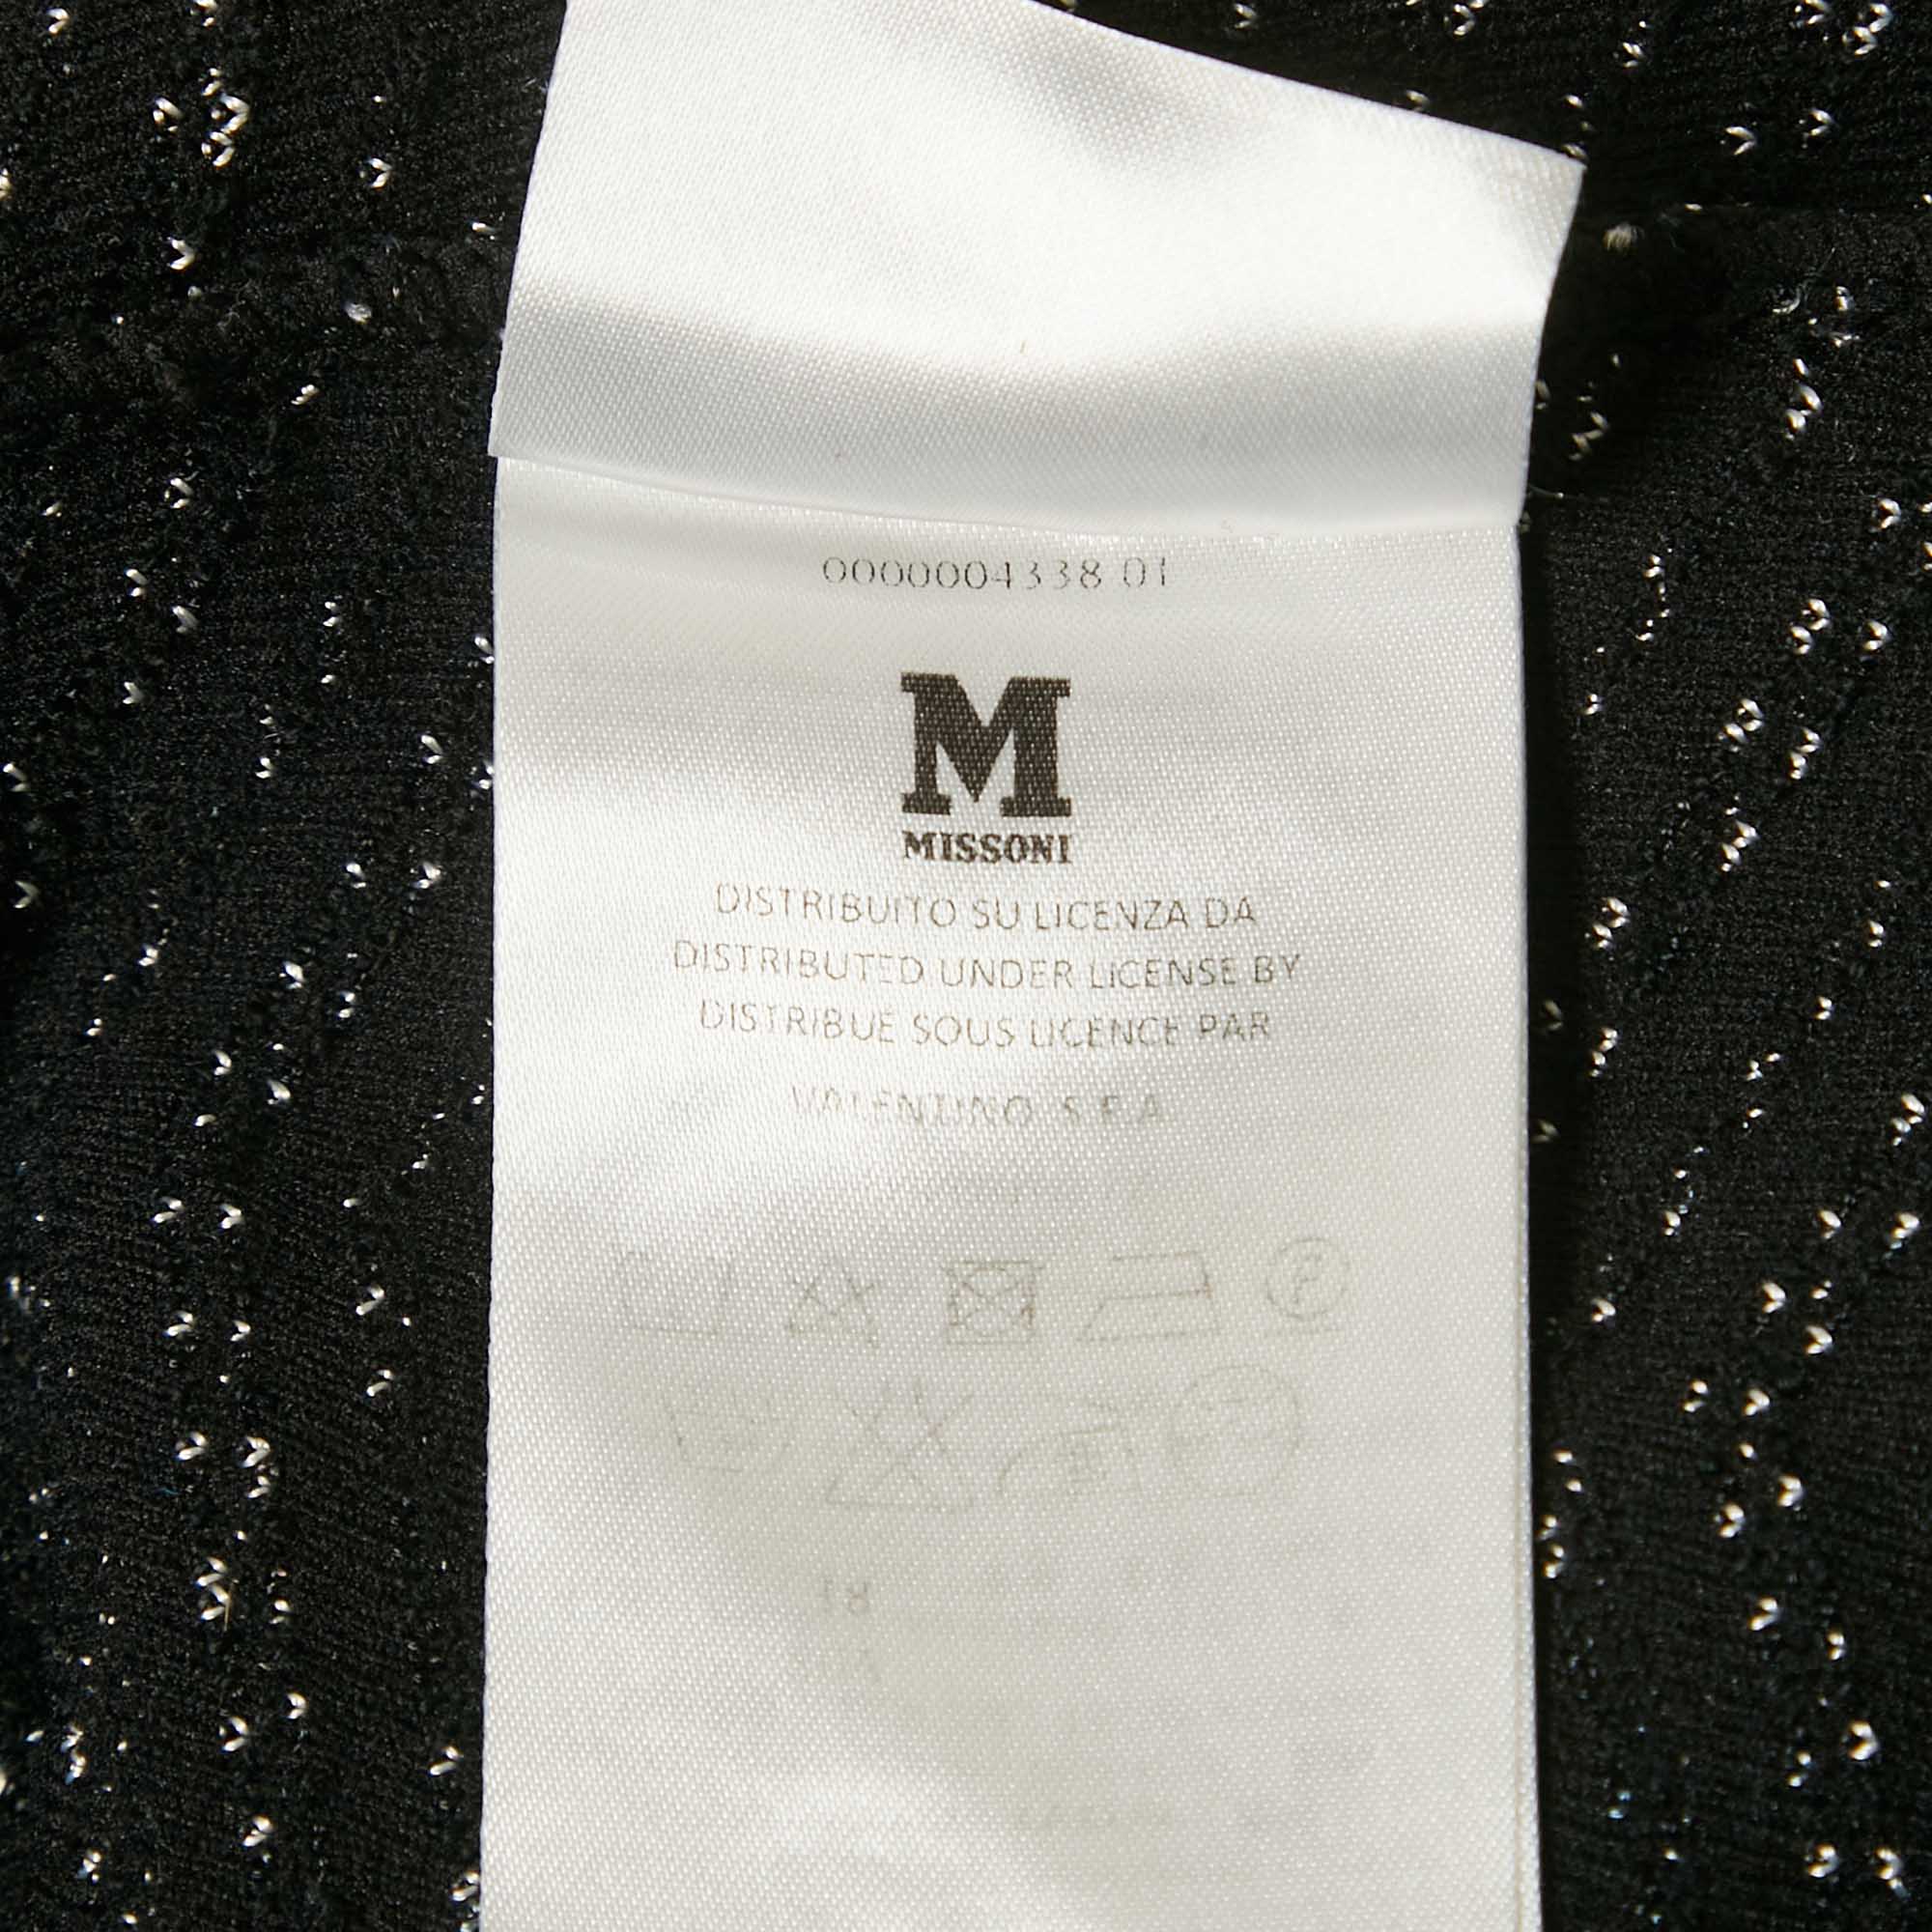 0000004338 01
M
MISSONI
DISTRIBUITO SU LICENZA DA
DISTRIBUTED UNDER LICENSE BY
DISTRIBUE SOUS LICENCE PAR
VALENTINO S.P.A.